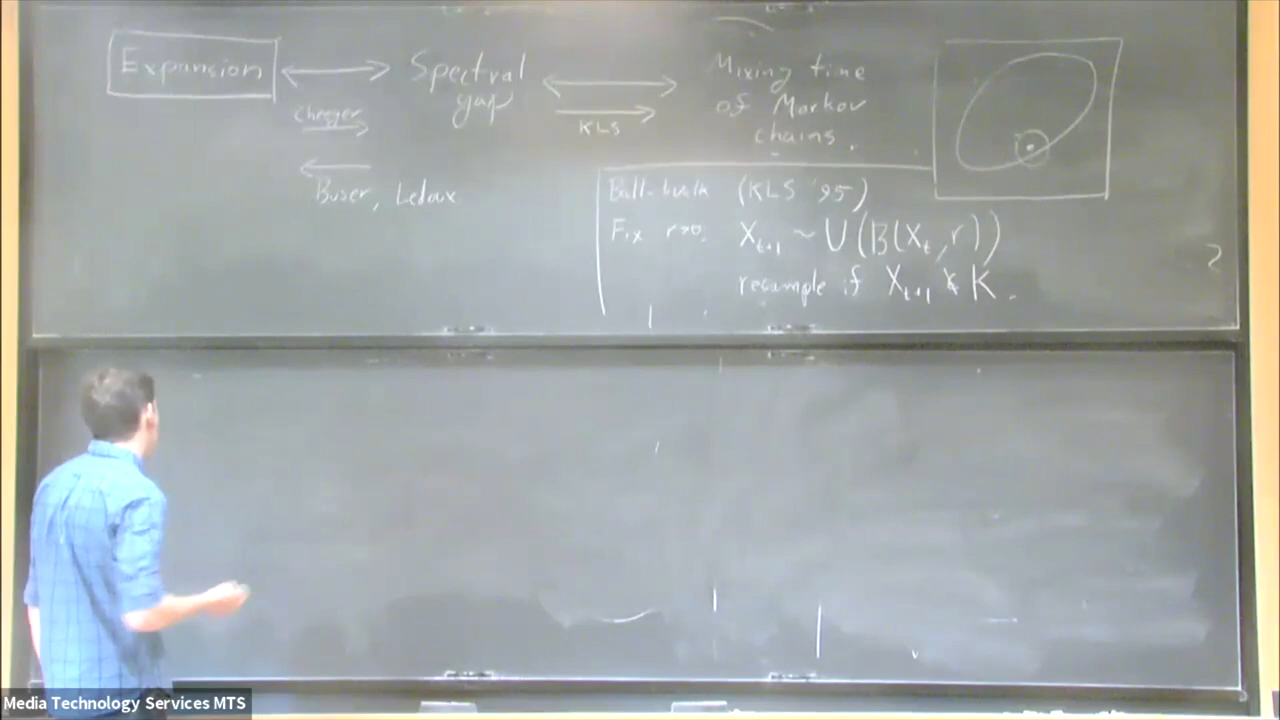 Expansion ⟷ Spectral gap ⟷ Mixing time of Markov chains.
Cheeger →
KLS →
←
Buser, Ledoux
Ball-walk (KLS '95)
Fix r>0; X_{t+1} ~ U(B(X_t, r))
resample if X_{t+1} ∉ K.
Media Technology Services MTS